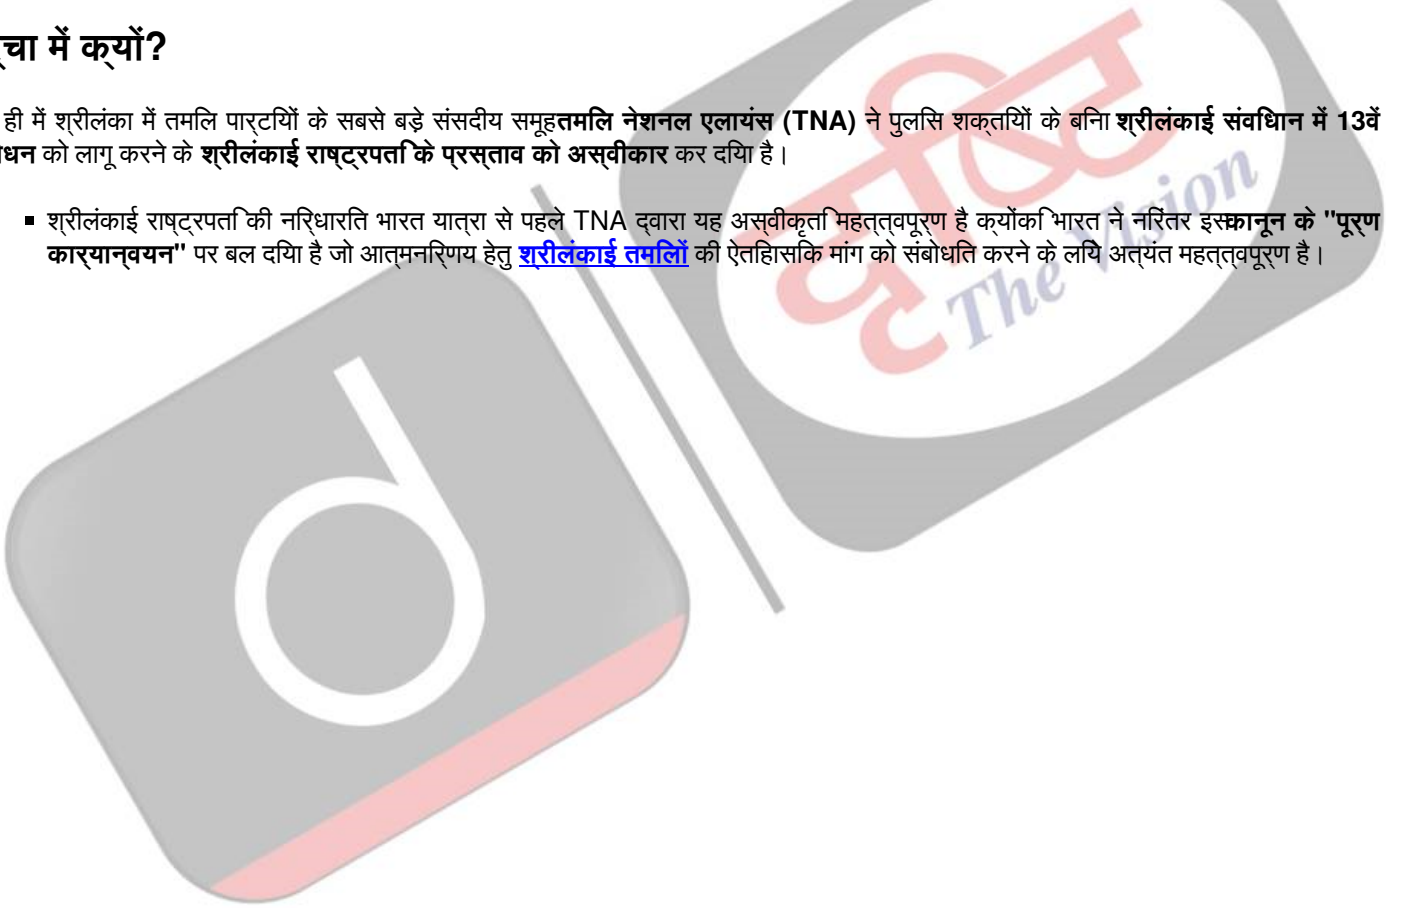 र्चा में क्यों?
ही में श्रीलंका में तमिल पार्टियों के सबसे बड़े संसदीय समूह तमिल नेशनल एलायंस (TNA) ने पुलिस शक्तियों के बिना श्रीलंकाई संविधान में 13वें
धन को लागू करने के श्रीलंकाई राष्ट्रपति के प्रस्ताव को अस्वीकार कर दिया है।
▪ श्रीलंकाई राष्ट्रपति की निर्धारित भारत यात्रा से पहले TNA द्वारा यह अस्वीकृति महत्त्वपूर्ण है क्योंकि भारत ने निरंतर इस कानून के "पूर्ण
कार्यान्वयन" पर बल दिया है जो आत्मनिर्णय हेतु श्रीलंकाई तमिलों की ऐतिहासिक मांग को संबोधित करने के लिये अत्यंत महत्त्वपूर्ण है।
दृष्टि
The Vision